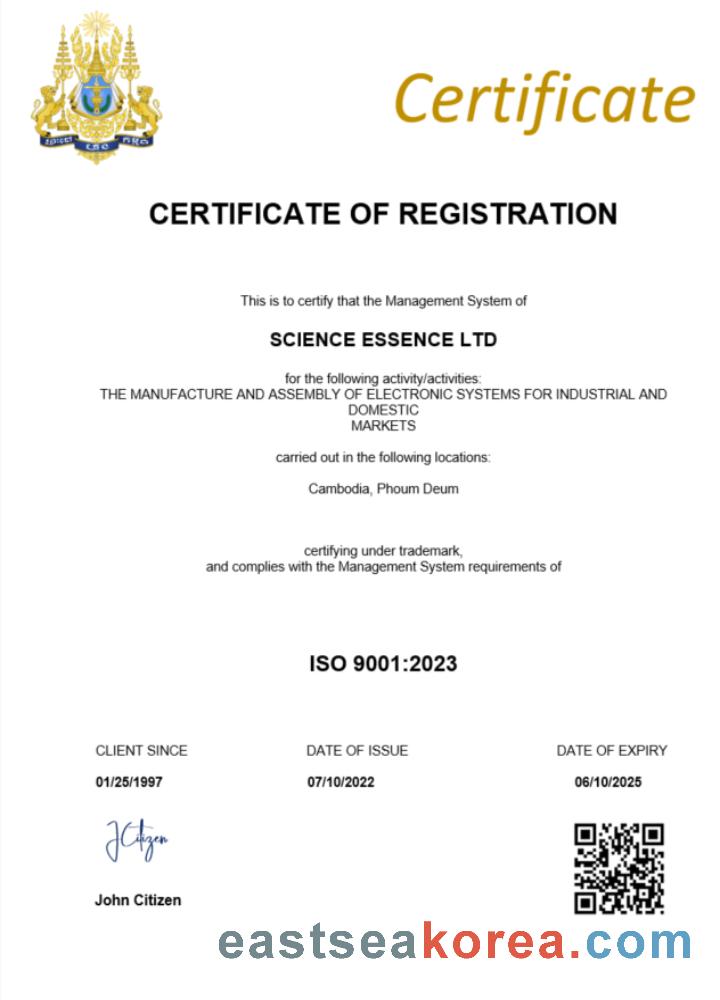 Certificate
CERTIFICATE OF REGISTRATION
This is to certify that the Management System of
SCIENCE ESSENCE LTD
for the following activity/activities:
THE MANUFACTURE AND ASSEMBLY OF ELECTRONIC SYSTEMS FOR INDUSTRIAL AND
DOMESTIC
MARKETS
carried out in the following locations:
Cambodia, Phoum Deum
certifying under trademark,
and complies with the Management System requirements of
ISO 9001:2023
CLIENT SINCE DATE OF ISSUE DATE OF EXPIRY
01/25/1997 07/10/2022 06/10/2025
JCitizen
John Citizen
eastseakorea.com